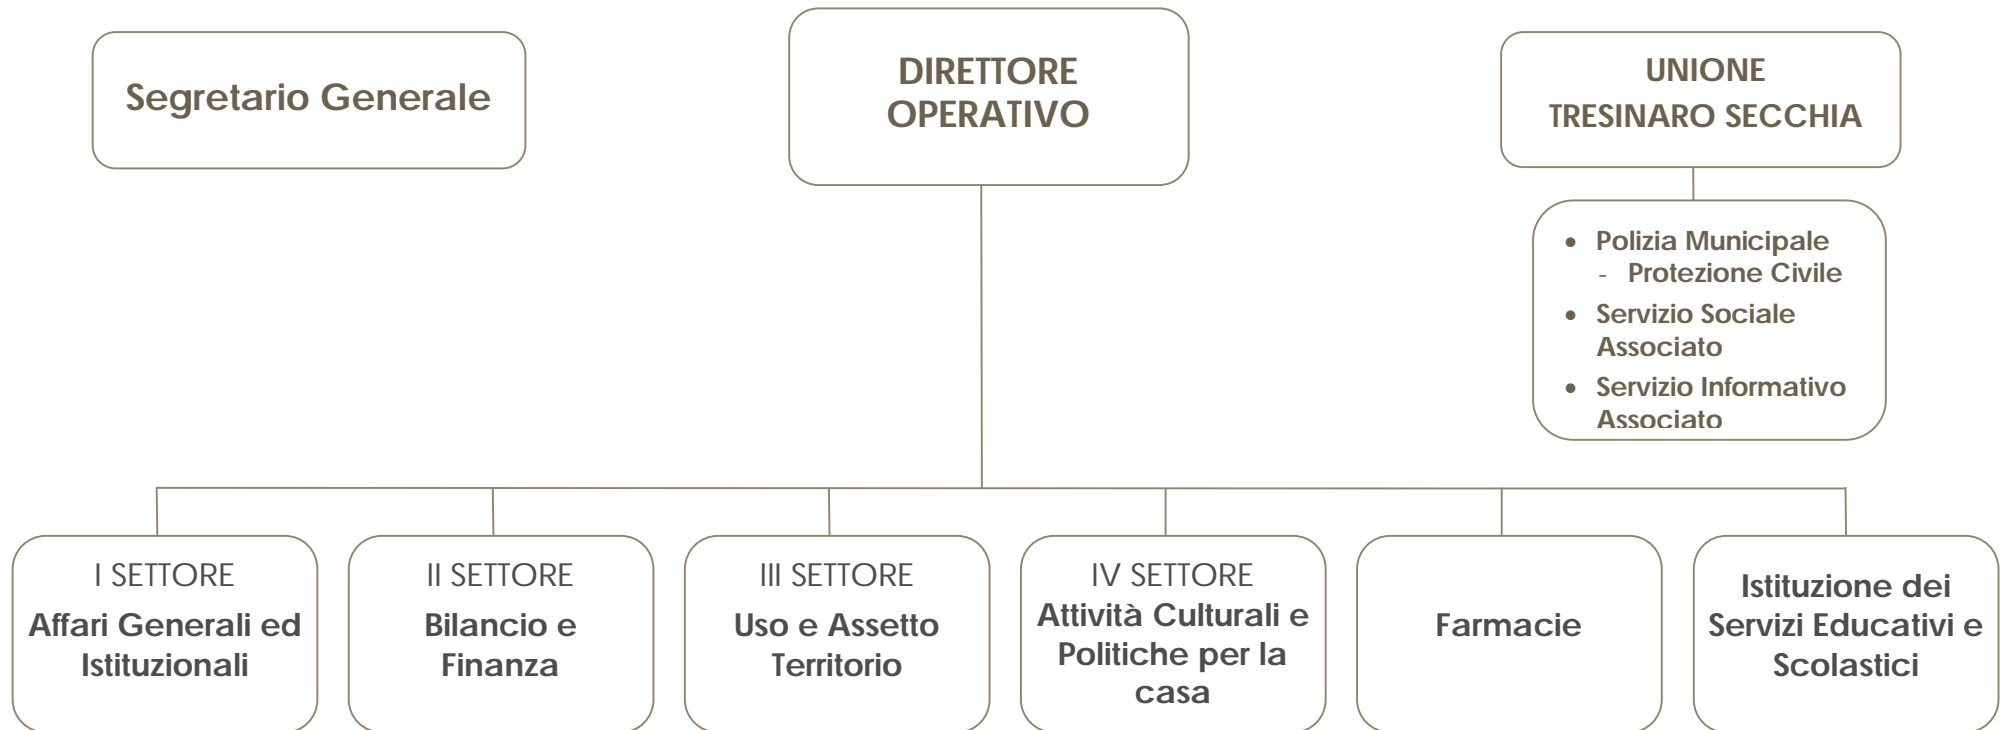 Segretario Generale
DIRETTORE
OPERATIVO
UNIONE
TRESINARO SECCHIA
• Polizia Municipale
- Protezione Civile
• Servizio Sociale
Associato
• Servizio Informativo
Associato
I SETTORE
Affari Generali ed
Istituzionali
II SETTORE
Bilancio e
Finanza
III SETTORE
Uso e Assetto
Territorio
IV SETTORE
Attività Culturali e
Politiche per la
casa
Farmacie
Istituzione dei
Servizi Educativi e
Scolastici